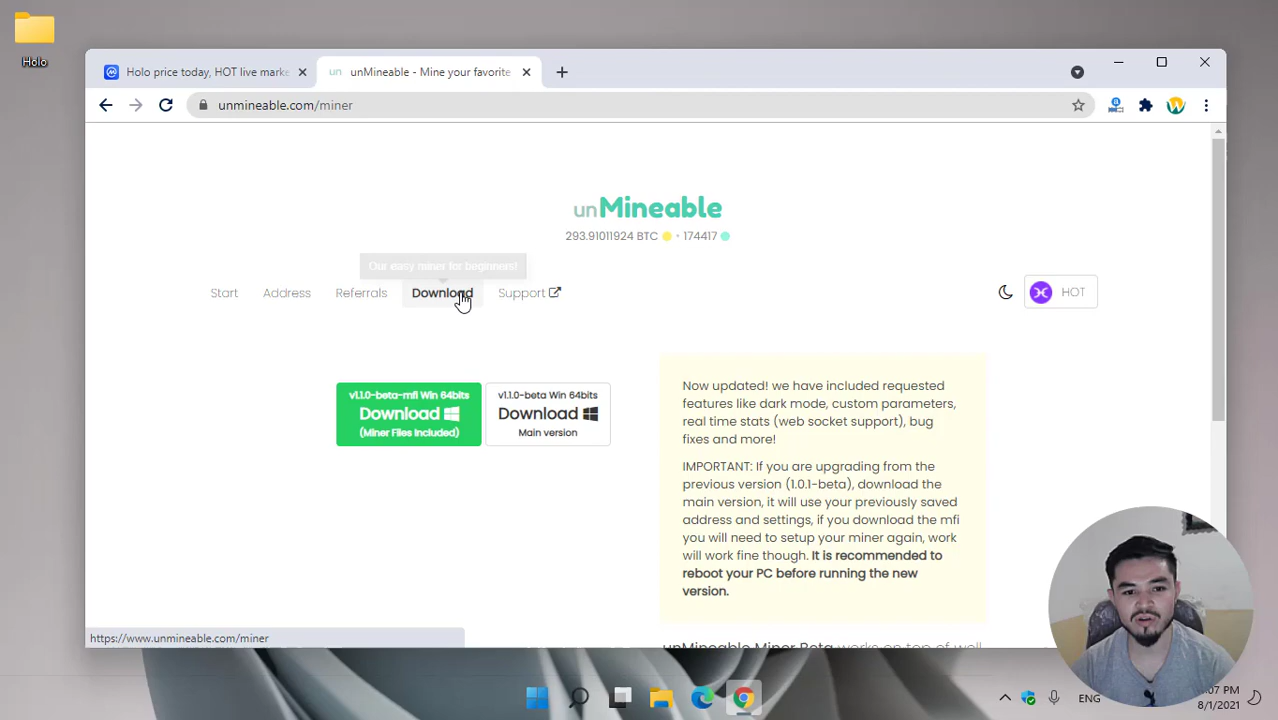 Holo
Holo price today, HOT live marke
unMineable - Mine your favorite
unmineable.com/miner
unMineable
293.91011924 BTC • 174417
Our easy miner for beginners!
Start Address Referrals Download Support HOT
v1.1.0-beta-mfi Win 64bits
Download
(Miner Files Included)
v1.1.0-beta Win 64bits
Download
Main version
Now updated! we have included requested
features like dark mode, custom parameters,
real time stats (web socket support), bug
fixes and more!
IMPORTANT: If you are upgrading from the
previous version (1.0.1-beta), download the
main version, it will use your previously saved
address and settings, if you download the mfi
you will need to setup your miner again, work
will work fine though. It is recommended to
reboot your PC before running the new
version.
unMineable Miner Beta works on top of well
https://www.unmineable.com/miner
ENG
:07 PM
8/1/2021